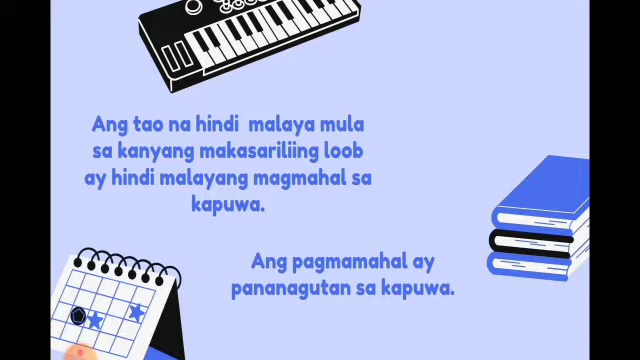 Ang tao na hindi malaya mula
sa kanyang makasariliing loob
ay hindi malayang magmahal sa
kapuwa.
Ang pagmamahal ay
pananagutan sa kapuwa.